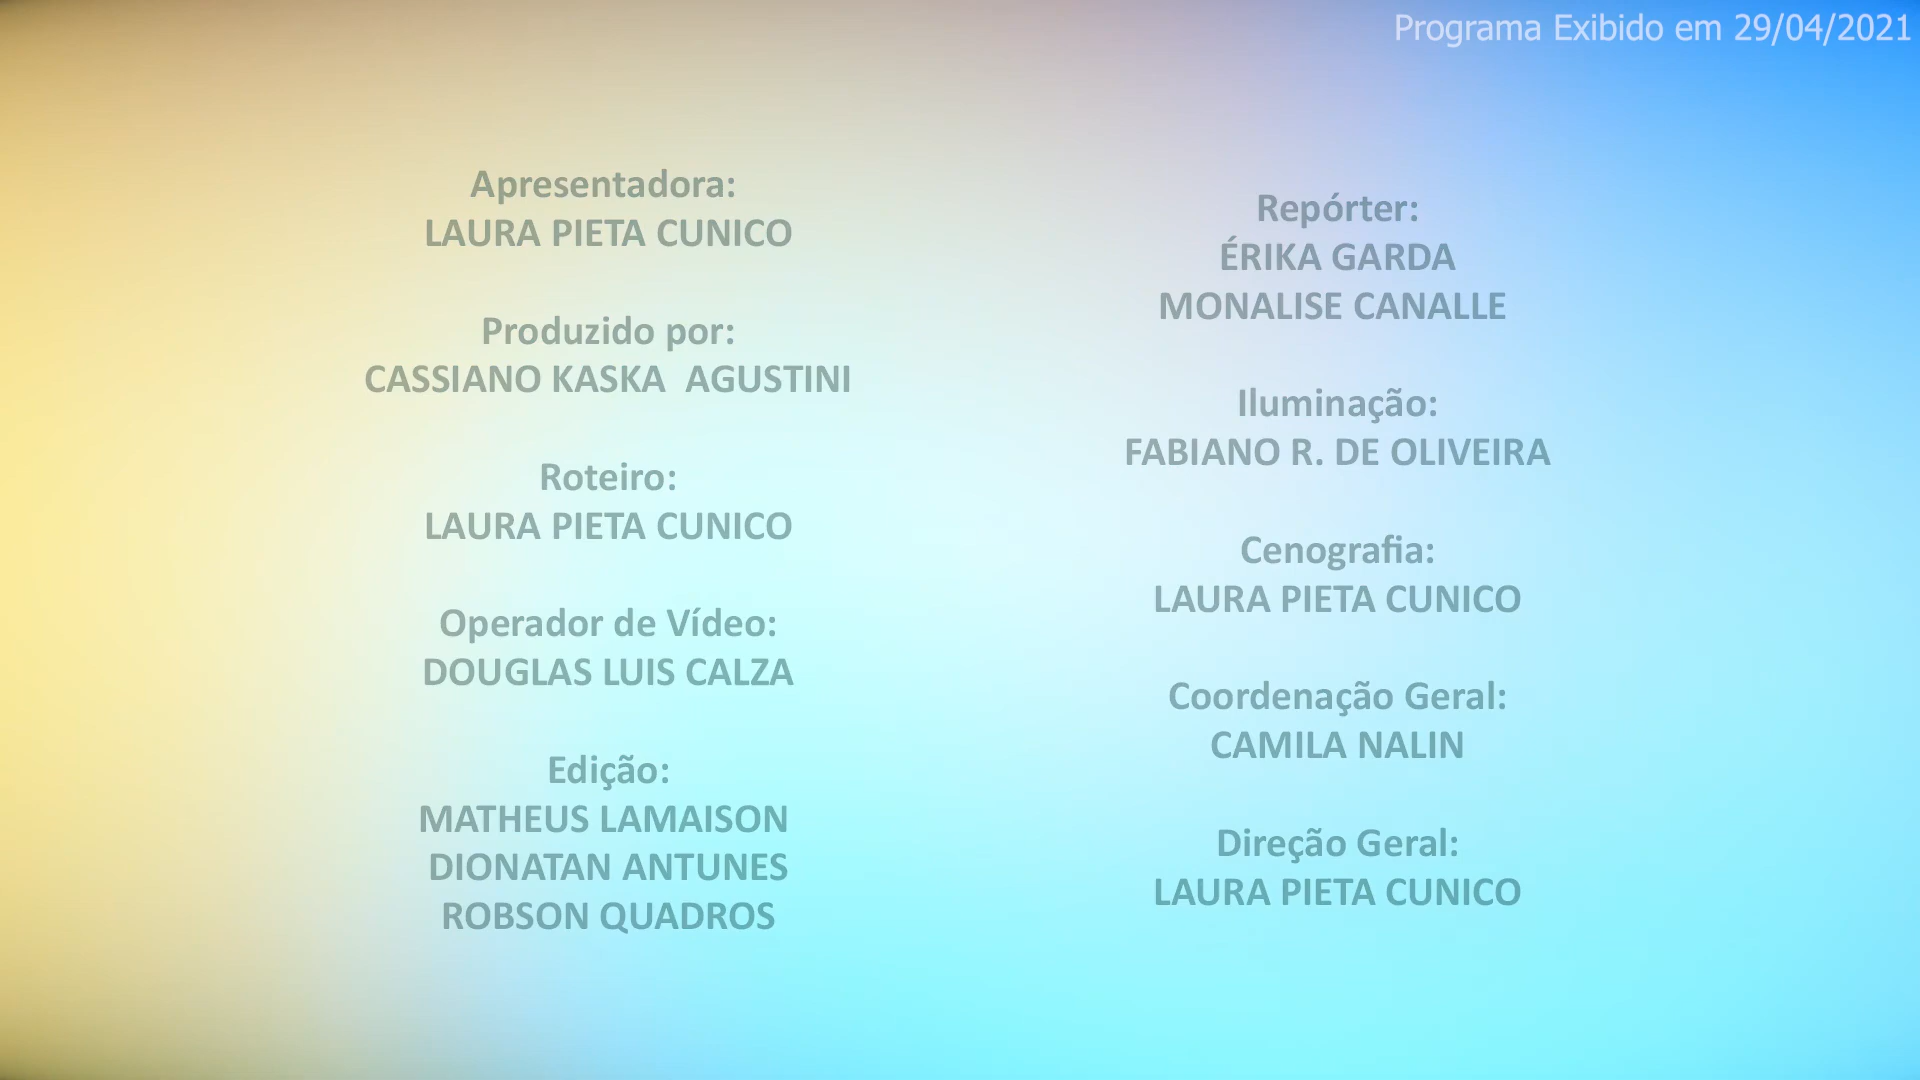 Programa Exibido em 29/04/2021
Apresentadora:
LAURA PIETA CUNICO
Produzido por:
CASSIANO KASKA  AGUSTINI
Roteiro:
LAURA PIETA CUNICO
Operador de Vídeo:
DOUGLAS LUIS CALZA
Edição:
MATHEUS LAMAISON
DIONATAN ANTUNES
ROBSON QUADROS
Repórter:
ÉRIKA GARDA
MONALISE CANALLE
Iluminação:
FABIANO R. DE OLIVEIRA
Cenografia:
LAURA PIETA CUNICO
Coordenação Geral:
CAMILA NALIN
Direção Geral:
LAURA PIETA CUNICO